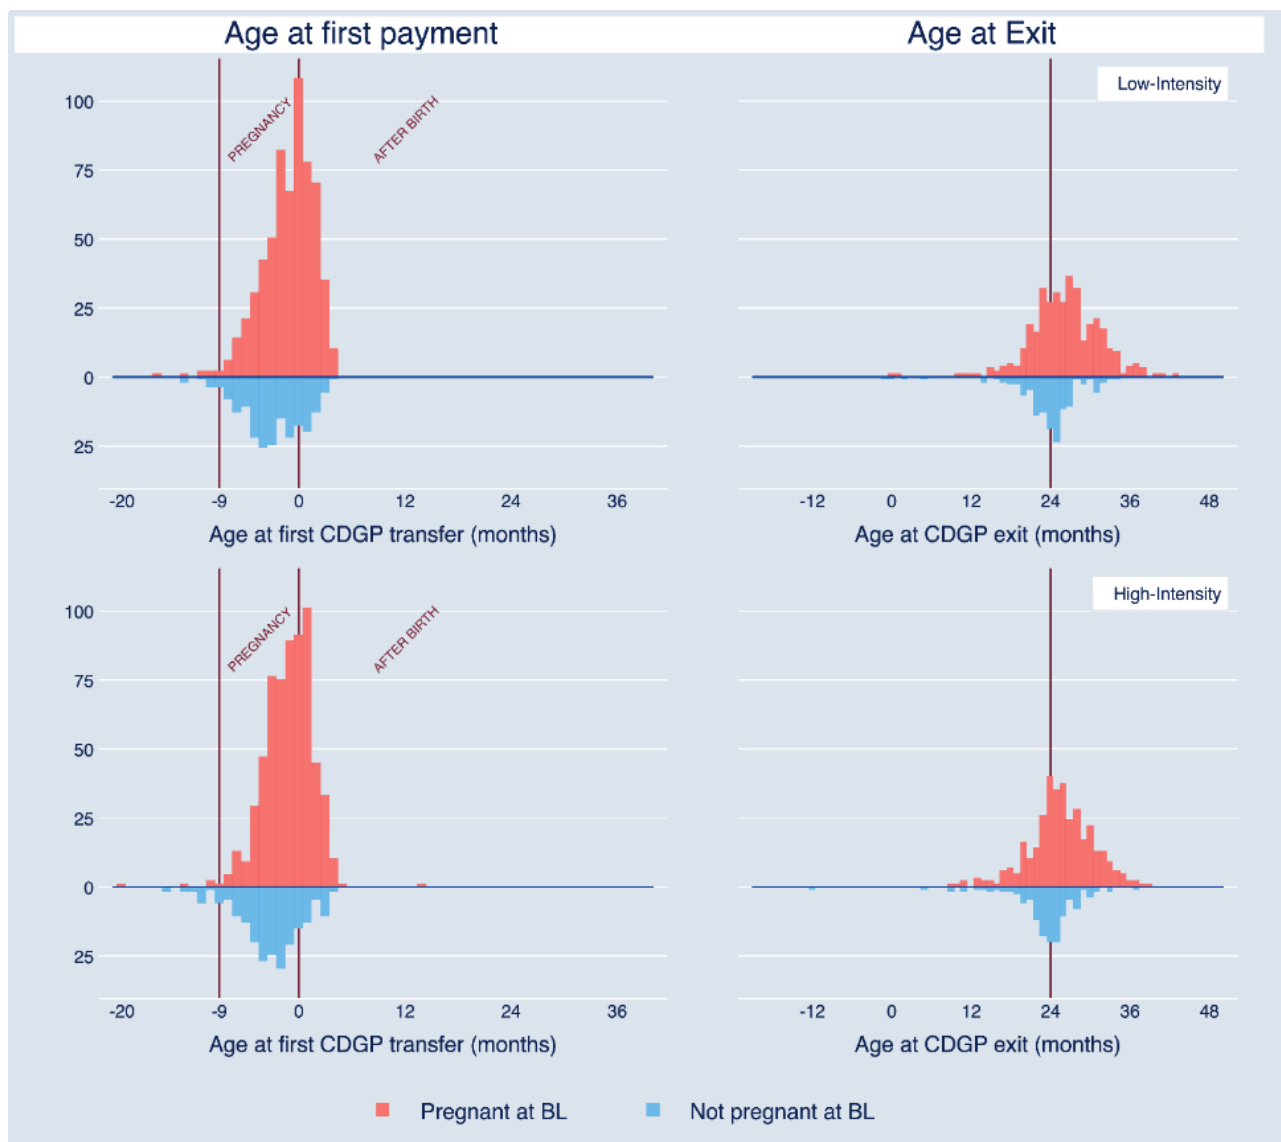 Age at first payment
Age at Exit
Low-Intensity
PREGNANCY
AFTER BIRTH
100
75
50
25
0
25
-20 -9 0 12 24 36
Age at first CDGP transfer (months)
-12 0 12 24 36 48
Age at CDGP exit (months)
High-Intensity
PREGNANCY
AFTER BIRTH
100
75
50
25
0
25
-20 -9 0 12 24 36
Age at first CDGP transfer (months)
-12 0 12 24 36 48
Age at CDGP exit (months)
Pregnant at BL
Not pregnant at BL